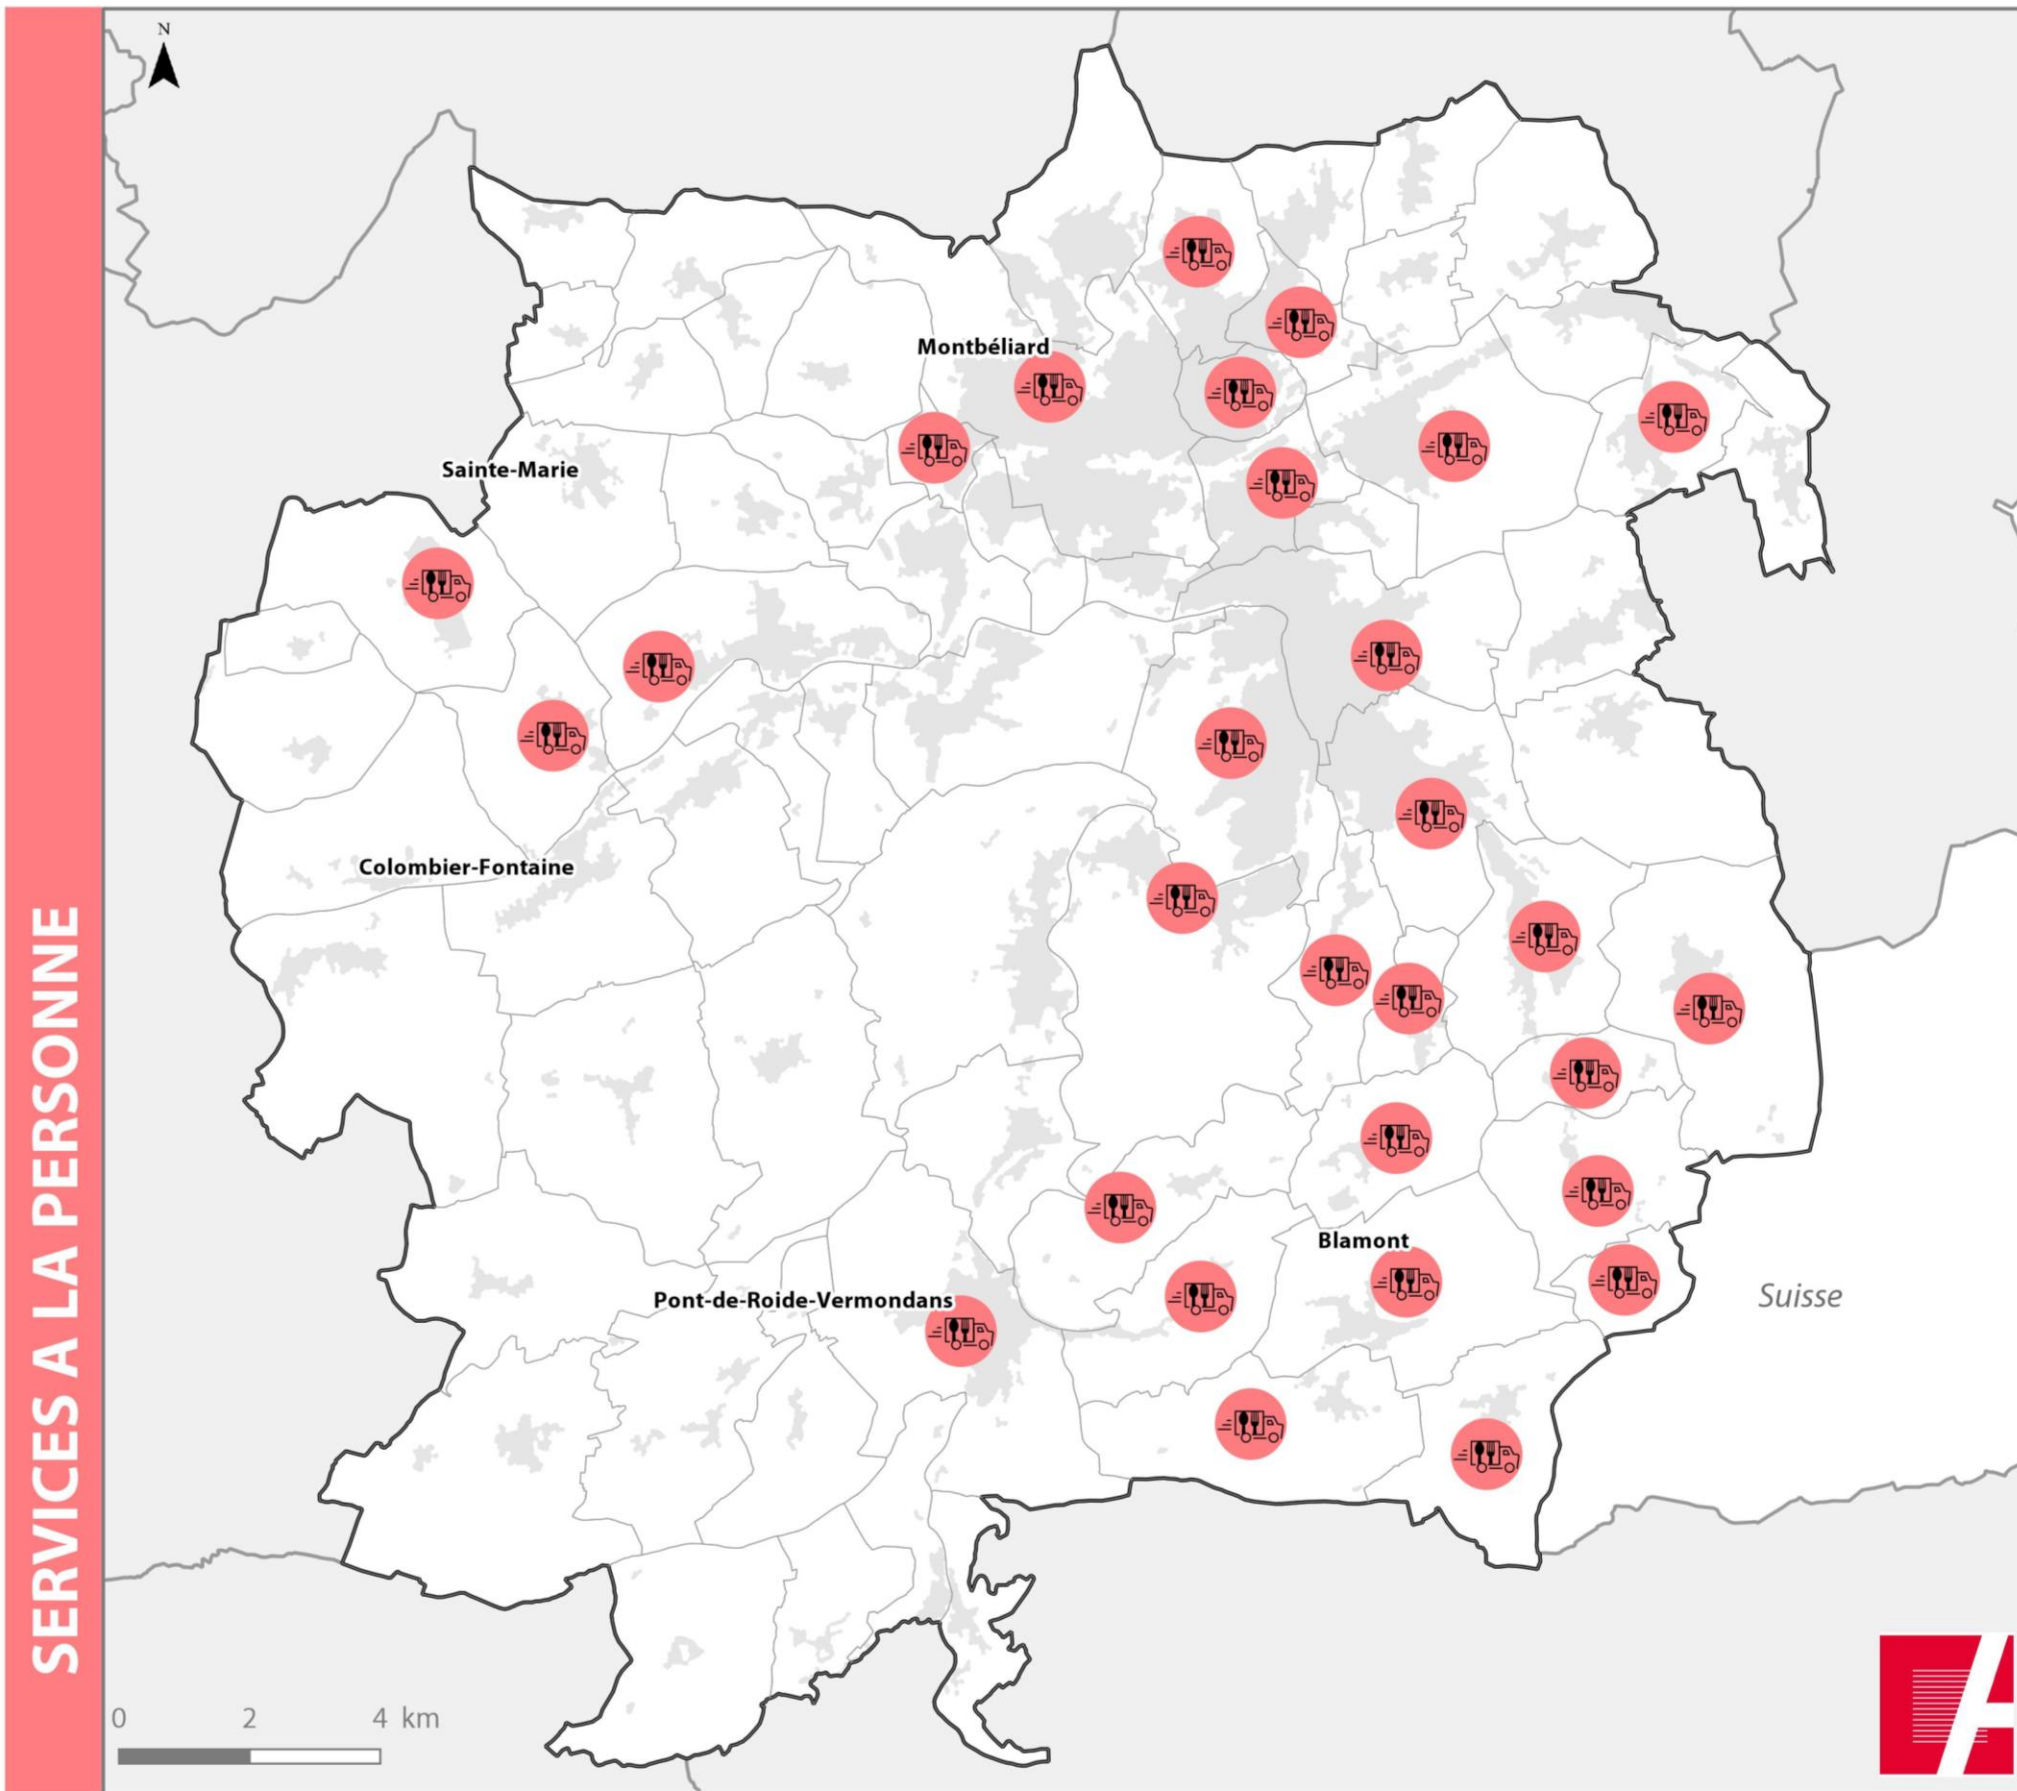 SERVICES A LA PERSONNE
N
Montbéliard
Sainte-Marie
Colombier-Fontaine
Blamont
Pont-de-Roide-Vermondans
Suisse
0 2 4 km